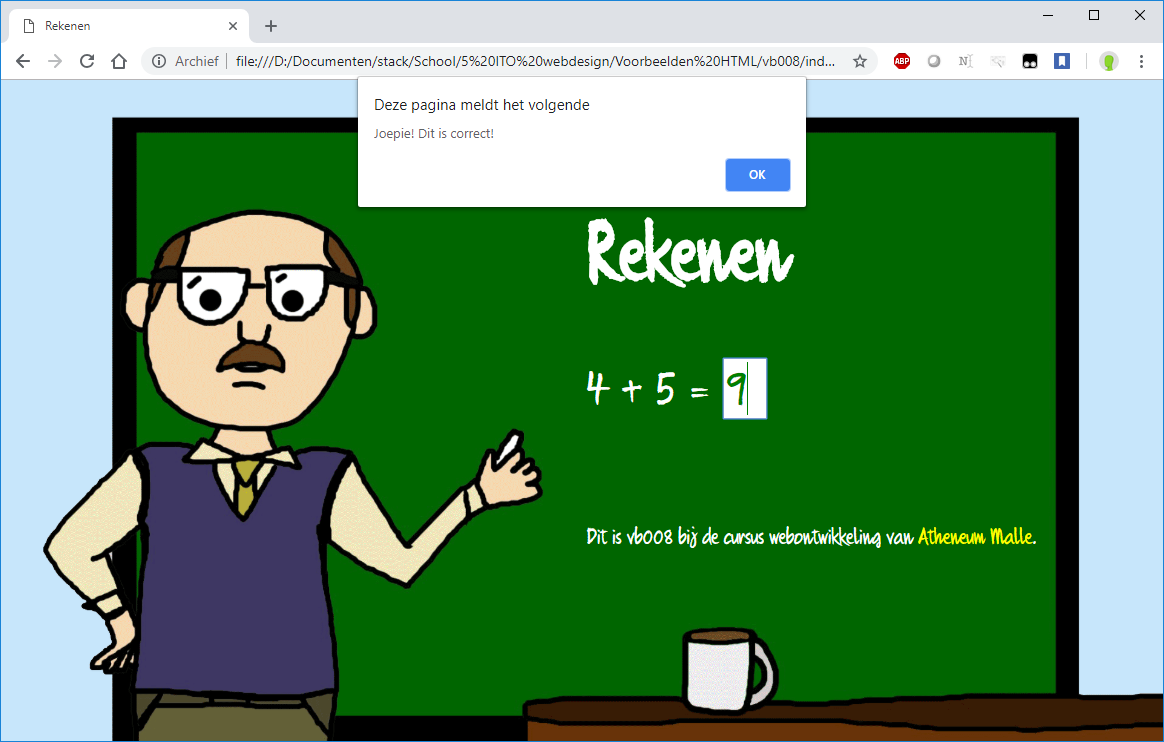 Rekenen
Archief
file:///D:/Documenten/stack/School/5%20ITO%20webdesign/Voorbeelden%20HTML/vb008/ind...
ABP
N
Deze pagina meldt het volgende
Joepie! Dit is correct!
OK
Rekenen
4 + 5 = 9
Dit is vb008 bij de cursus webontwikkeling van Atheneum Malle.